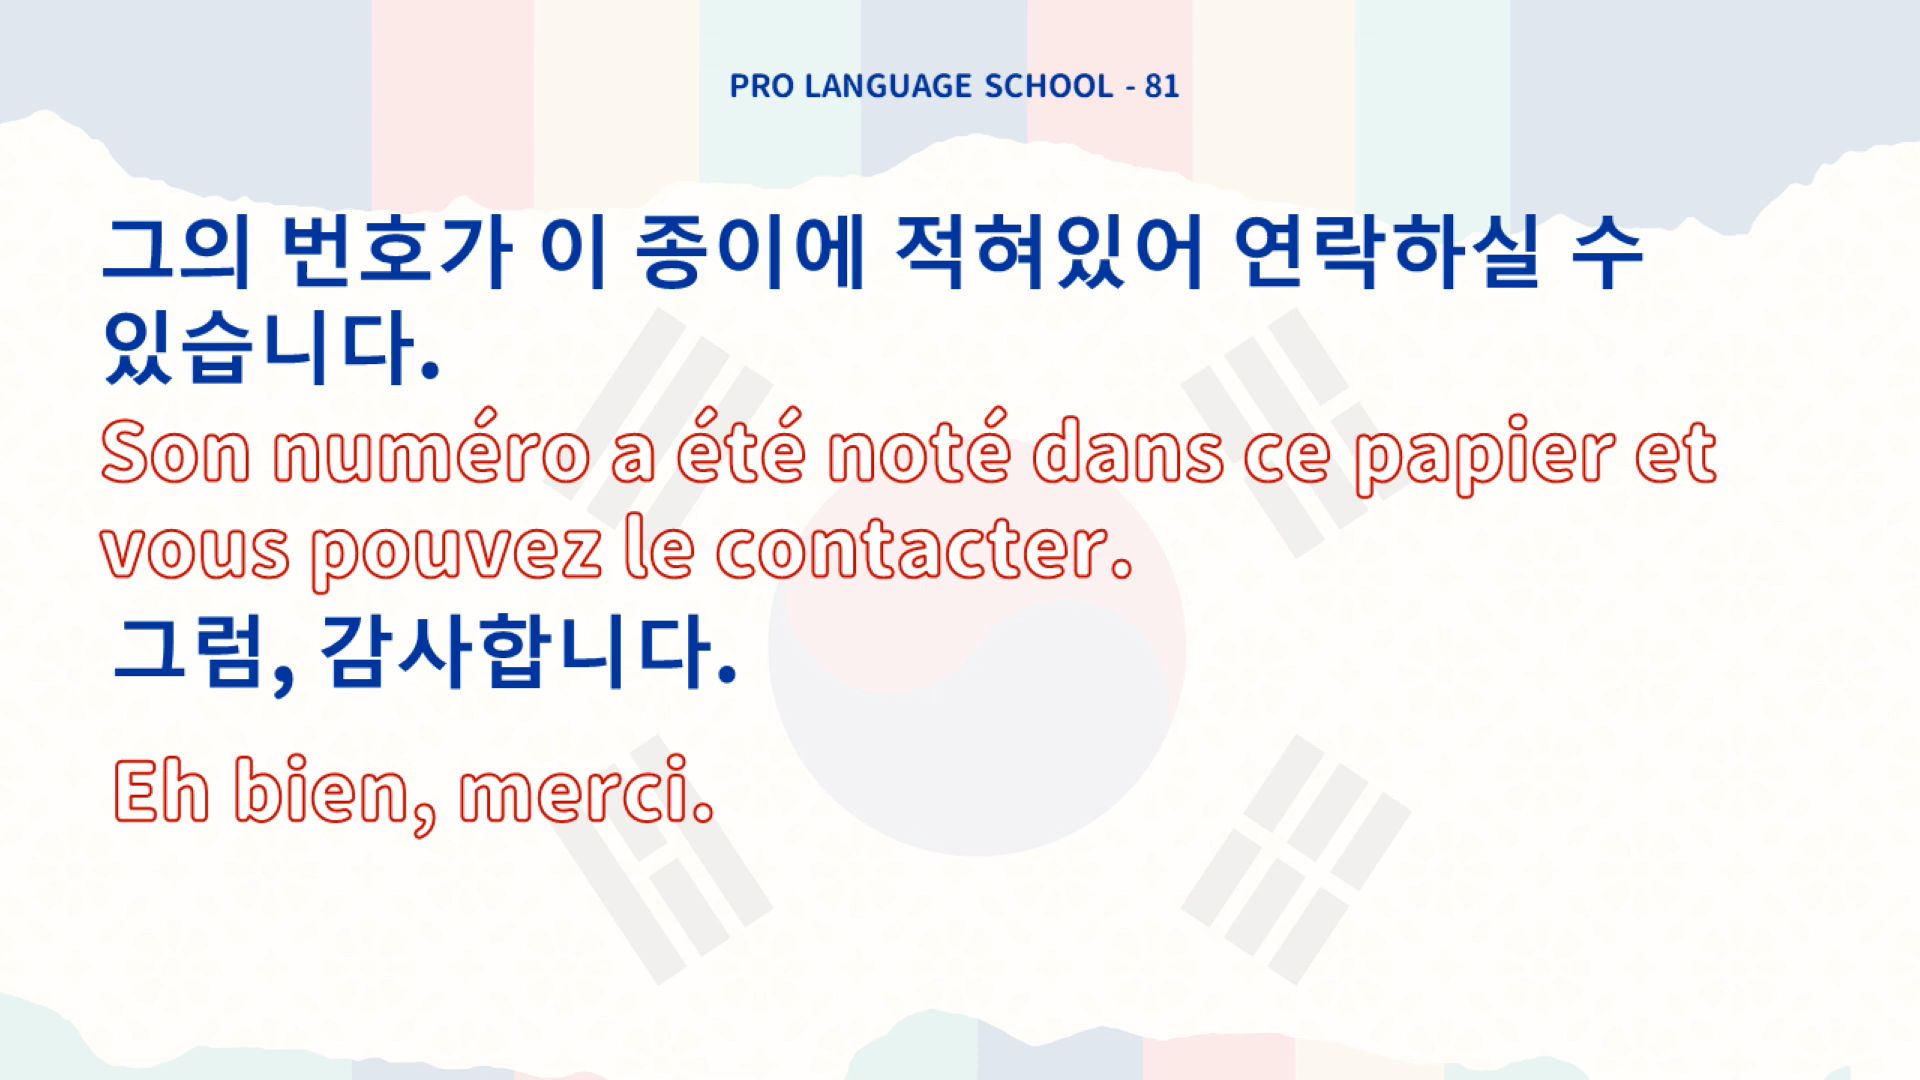 PRO LANGUAGE SCHOOL - 81
그의 번호가 이 종이에 적혀있어 연락하실 수
있습니다.
Son numéro a été noté dans ce papier et
vous pouvez le contacter.
그럼, 감사합니다.
Eh bien, merci.